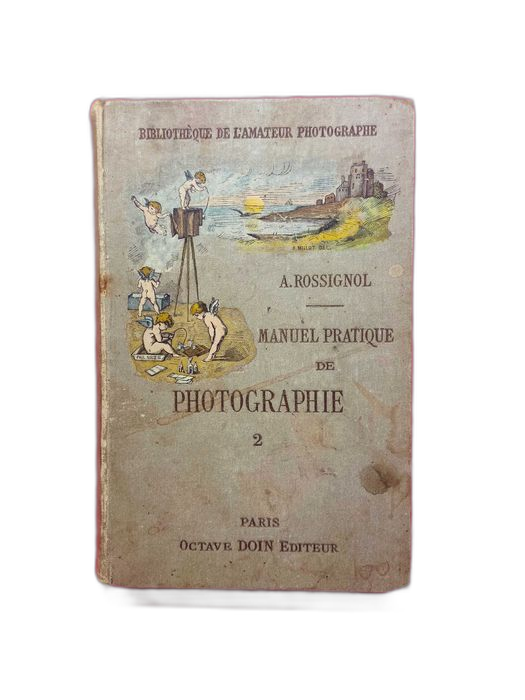 BIBLIOTHÈQUE DE L'AMATEUR PHOTOGRAPHE
A. ROSSIGNOL
MANUEL PRATIQUE
DE
PHOTOGRAPHIE
2
PARIS
OCTAVE DOIN EDITEUR